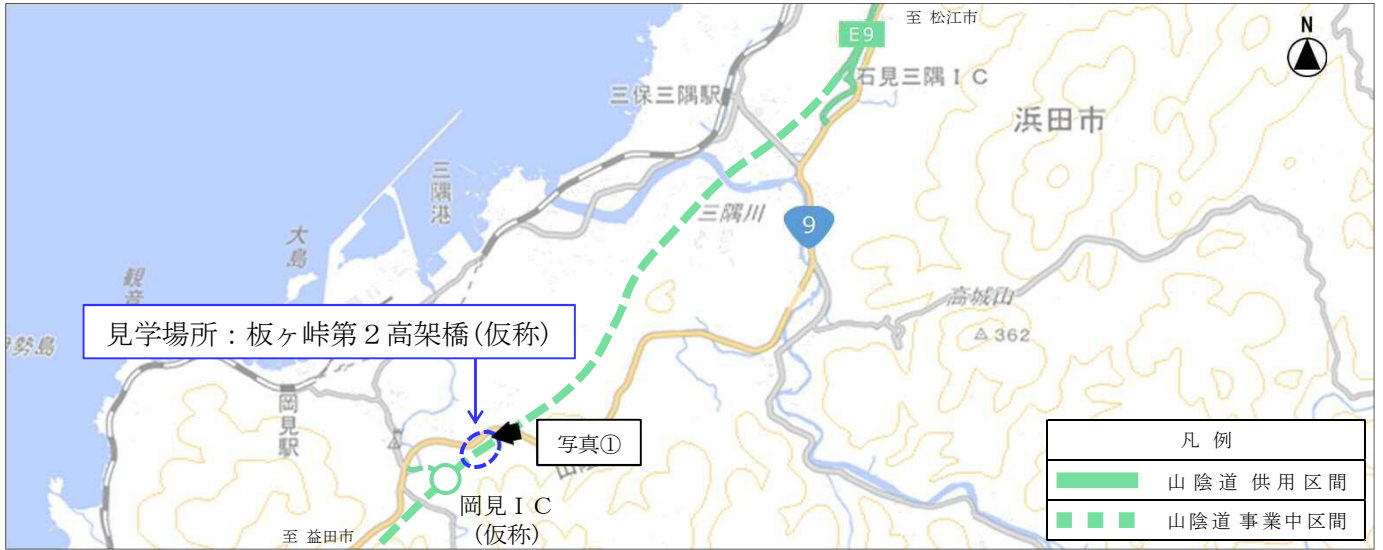 至 松江市
E9
N
石見三隅ＩＣ
三保三隅駅
浜田市
三隅港
三隅川
9
大島
高城山
362
見学場所：板ヶ峠第２高架橋(仮称)
岡見駅
写真①
岡見ＩＣ
(仮称)
至 益田市
凡 例
山陰道 供用区間
山陰道 事業中区間